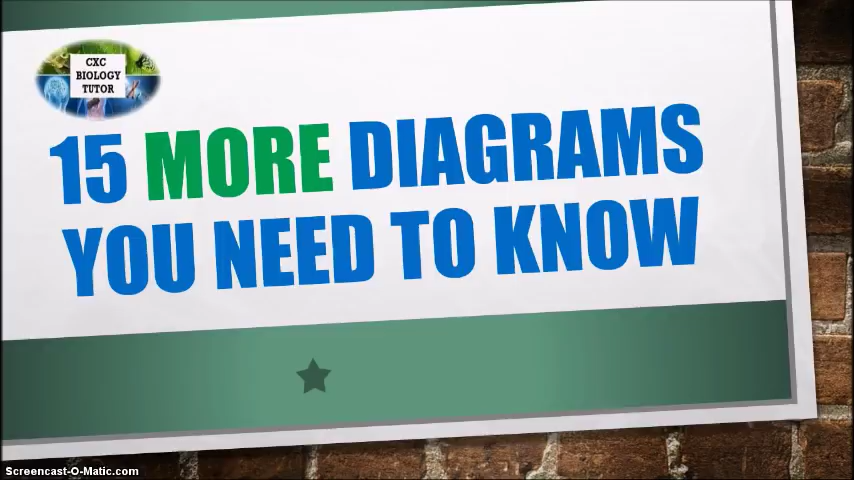 CXC
BIOLOGY
TUTOR
15 MORE DIAGRAMS
YOU NEED TO KNOW
Screencast-O-Matic.com